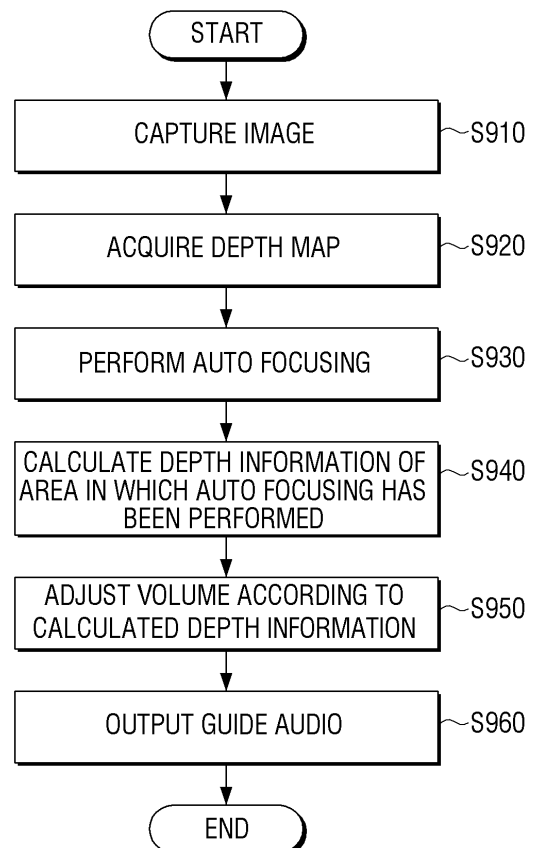 START
CAPTURE IMAGE
S910
ACQUIRE DEPTH MAP
S920
PERFORM AUTO FOCUSING
S930
CALCULATE DEPTH INFORMATION OF
AREA IN WHICH AUTO FOCUSING HAS
BEEN PERFORMED
S940
ADJUST VOLUME ACCORDING TO
CALCULATED DEPTH INFORMATION
S950
OUTPUT GUIDE AUDIO
S960
END